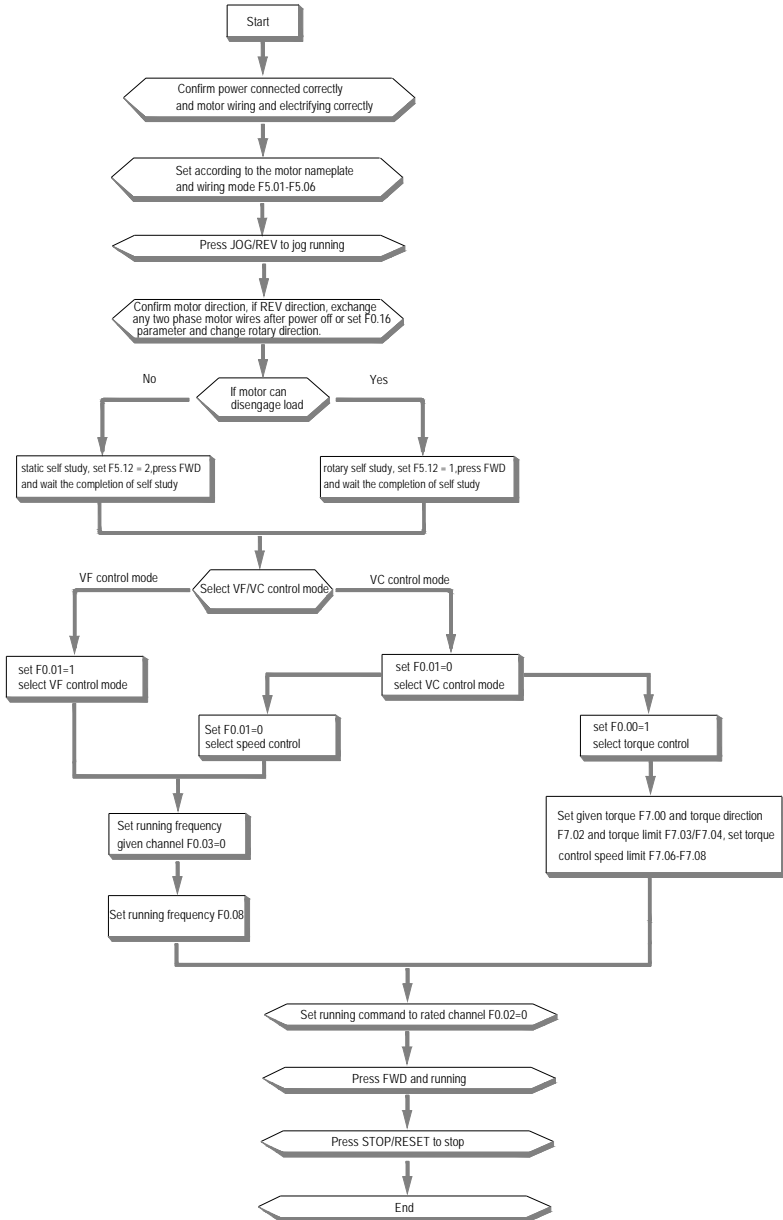 Start
Confirm power connected correctly
and motor wiring and electrifying correctly
Set according to the motor nameplate
and wiring mode F5.01-F5.06
Press JOG/REV to jog running
Confirm motor direction, if REV direction, exchange
any two phase motor wires after power off or set F0.16
parameter and change rotary direction.
No
If motor can
disengage load
Yes
static self study, set F5.12 = 2,press FWD
and wait the completion of self study
rotary self study, set F5.12 = 1,press FWD
and wait the completion of self study
VF control mode
Select VF/VC control mode
VC control mode
set F0.01=1
select VF control mode
set F0.01=0
select VC control mode
Set F0.01=0
select speed control
set F0.00=1
select torque control
Set running frequency
given channel F0.03=0
Set given torque F7.00 and torque direction
F7.02 and torque limit F7.03/F7.04, set torque
control speed limit F7.06-F7.08
Set running frequency F0.08
Set running command to rated channel F0.02=0
Press FWD and running
Press STOP/RESET to stop
End